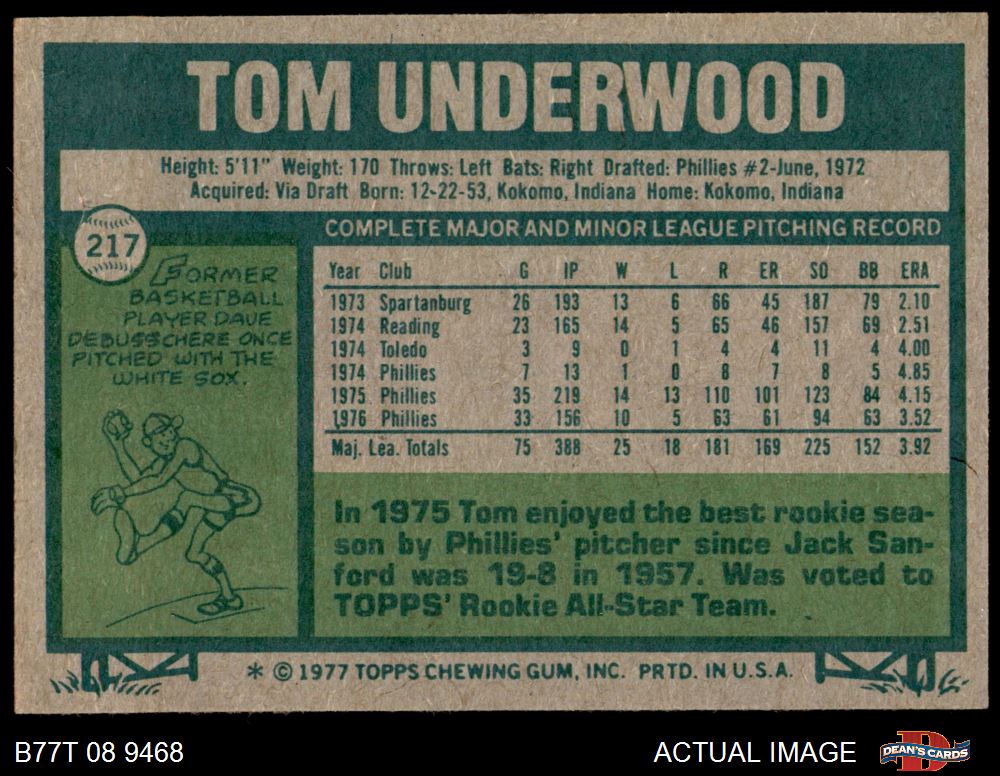 TOM UNDERWOOD
Height: 5'11" Weight: 170 Throws: Left Bats: Right Drafted: Phillies #2-June, 1972
Acquired: Via Draft Born: 12-22-53, Kokomo, Indiana Home: Kokomo, Indiana
217
FORMER
BASKETBALL
PLAYER DAVE
DEBUSSCHERE ONCE
PITCHED WITH THE
WHITE SOX.
COMPLETE MAJOR AND MINOR LEAGUE PITCHING RECORD
Year Club G IP W L R ER SO BB ERA
1973 Spartanburg 26 193 13 6 66 45 187 79 2.10
1974 Reading 23 165 14 5 65 46 157 69 2.51
1974 Toledo 3 9 0 1 4 4 11 4 4.00
1974 Phillies 7 13 1 0 8 7 8 5 4.85
1975 Phillies 35 219 14 13 110 101 123 84 4.15
1976 Phillies 33 156 10 5 63 61 94 63 3.52
Maj. Lea. Totals 75 388 25 18 181 169 225 152 3.92
In 1975 Tom enjoyed the best rookie sea-
son by Phillies' pitcher since Jack San-
ford was 19-8 in 1957. Was voted to
TOPPS' Rookie All-Star Team.
* © 1977 TOPPS CHEWING GUM, INC. PRTD. IN U.S.A.
B77T 08 9468
ACTUAL IMAGE
DEAN'S CARDS